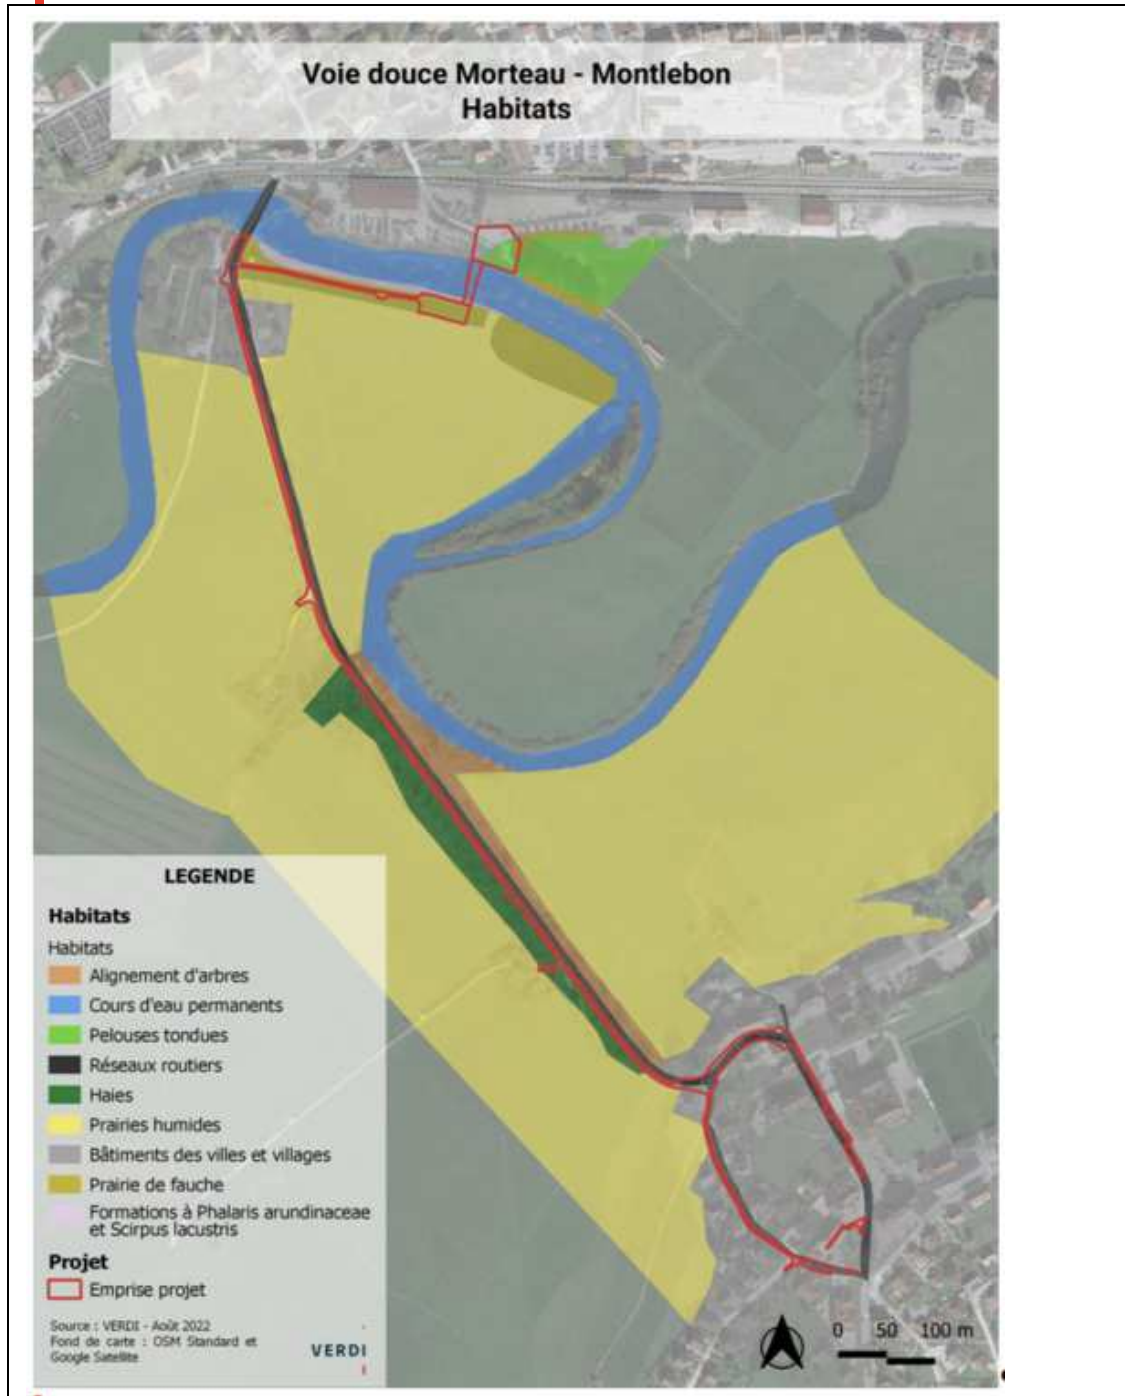 Voie douce Morteau - Montlebon
Habitats
LEGENDE
Habitats
Habitats
Alignement d'arbres
Cours d'eau permanents
Pelouses tondues
Réseaux routiers
Haies
Prairies humides
Bâtiments des villes et villages
Prairie de fauche
Formations à Phalaris arundinaceae
et Scirpus lacustris
Projet
Emprise projet
Source : VERDI - Août 2022
Fond de carte : OSM Standard et
Google Satellite
VERDI
0 50 100 m